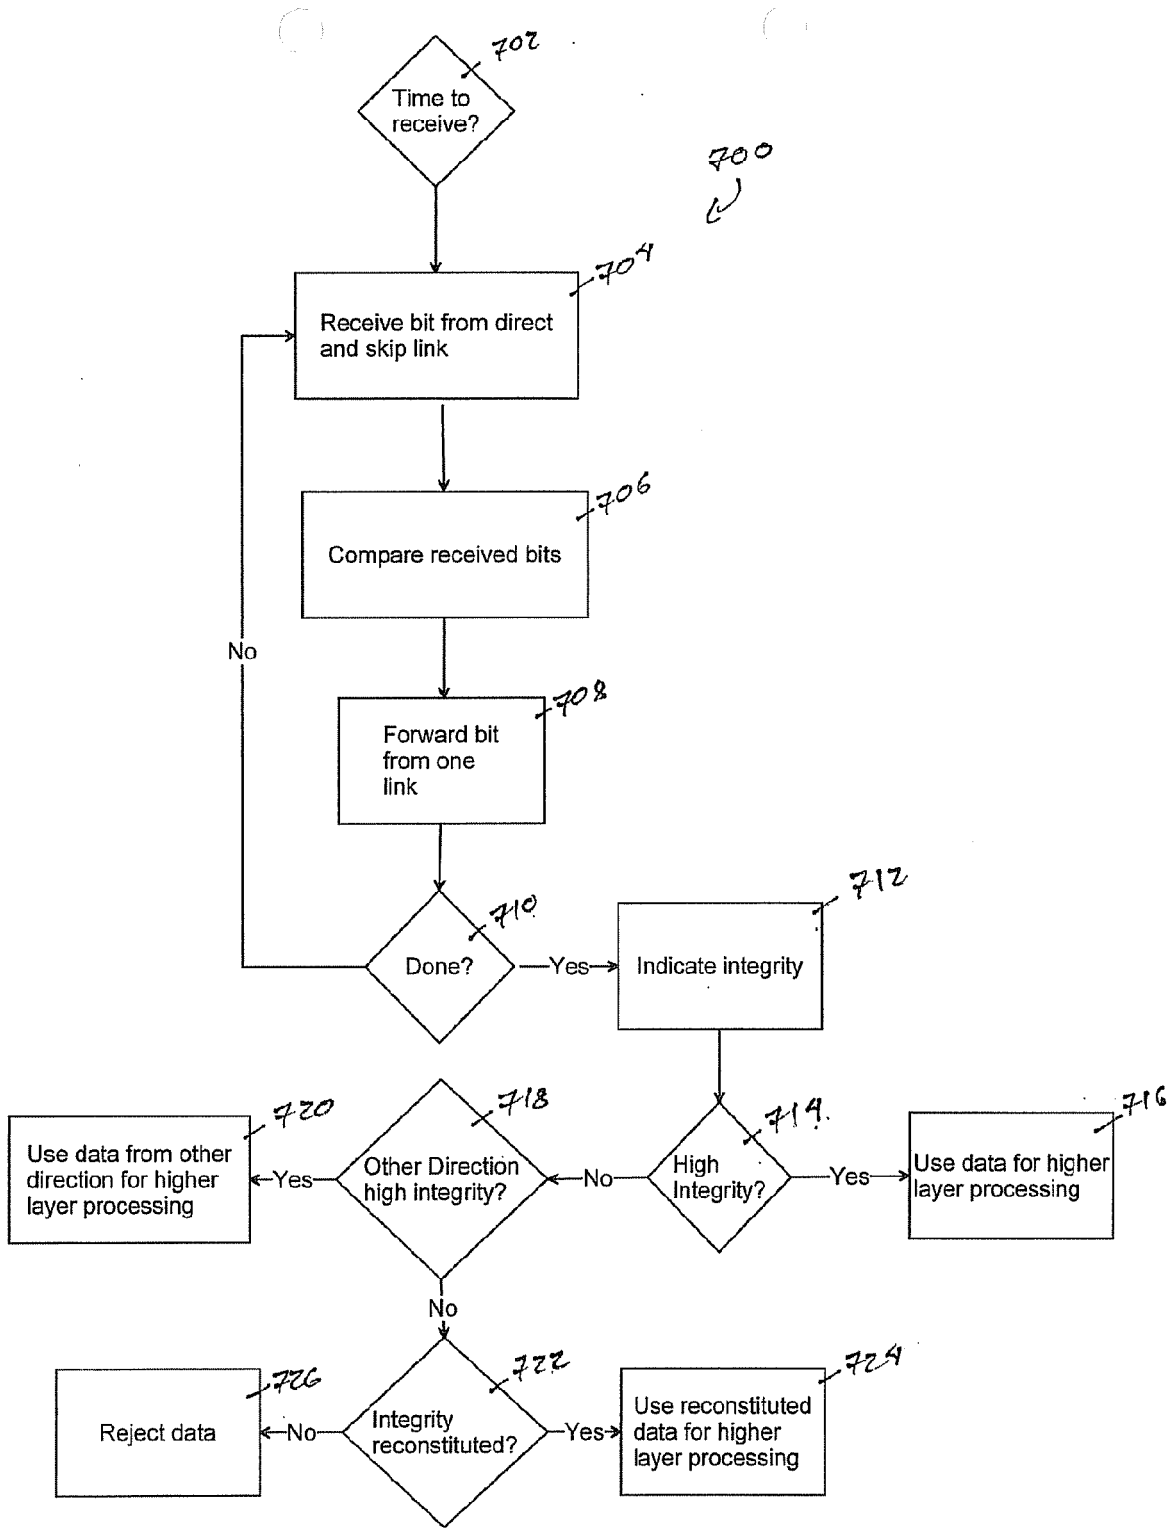 702
Time to
receive?
700
704
Receive bit from direct
and skip link
706
Compare received bits
No
708
Forward bit
from one
link
710
Done?
Yes
712
Indicate integrity
714
High
Integrity?
Yes
716
Use data for higher
layer processing
No
718
Other Direction
high integrity?
Yes
720
Use data from other
direction for higher
layer processing
No
722
Integrity
reconstituted?
Yes
724
Use reconstituted
data for higher
layer processing
No
726
Reject data